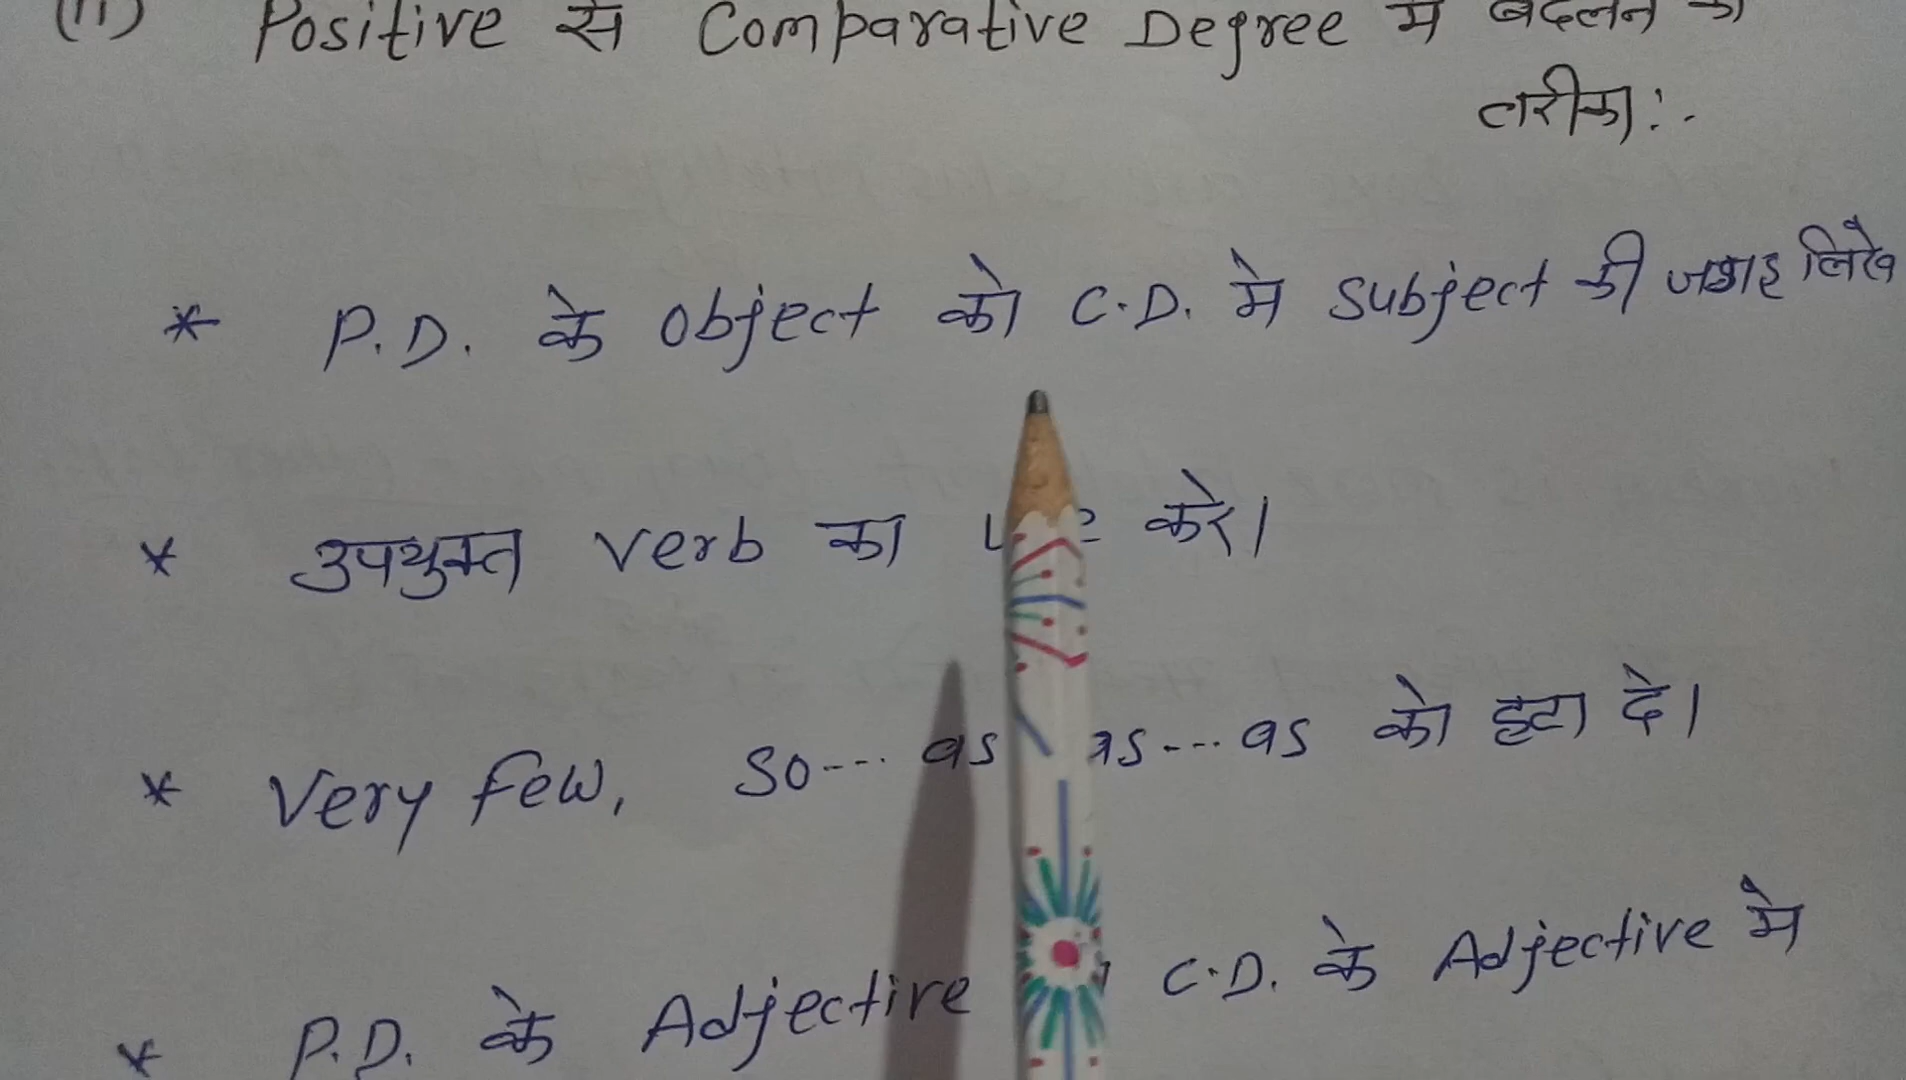 (ii) Positive से Comparative Degree में बदलने का
तरीका:.
* P.D. के object को C.D. मे subject की जगह लिखे
* उपयुक्त verb का करे।
* Very few, so... as as... as को हटा दे।
* P.D. के Adjective C.D. के Adjective मे